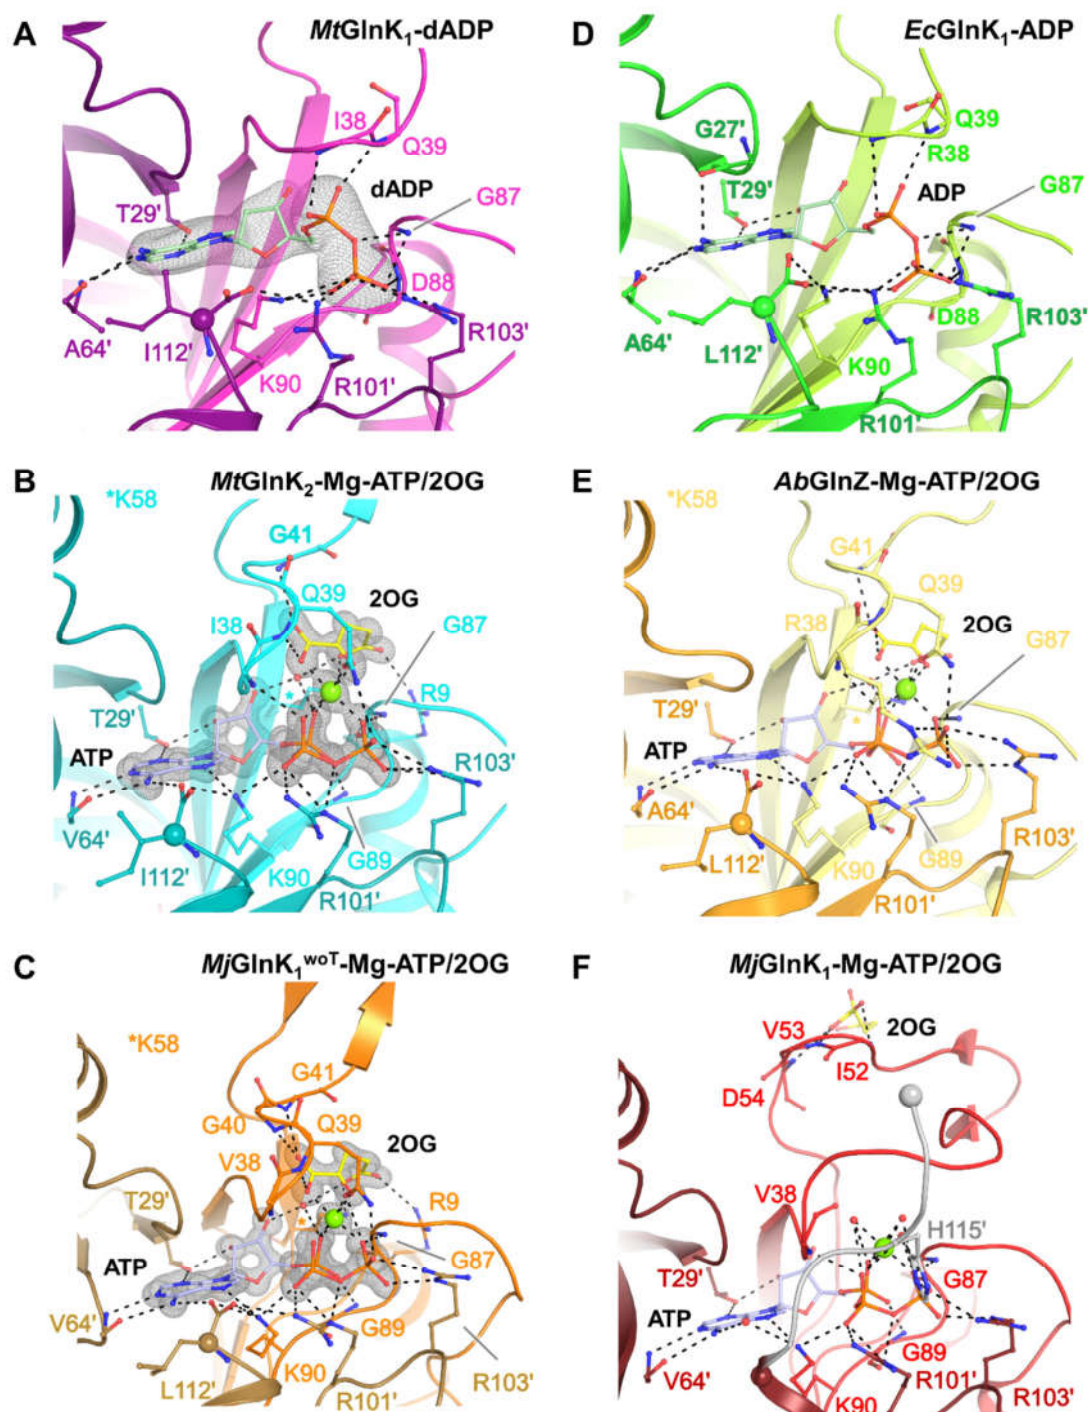 A
MtGlnK1-dADP
I38
Q39
dADP
G87
T29'
D88
A64'
I112'
R103'
K90
R101'
D
EcGlnK1-ADP
G27'
Q39
R38
T29'
ADP
G87
D88
R103'
A64'
L112'
K90
R101'
B
MtGlnK2-Mg-ATP/2OG
*K58
G41
Q39
2OG
I38
G87
*
R9
T29'
ATP
R103'
V64'
G89
I112'
K90
R101'
E
AbGlnZ-Mg-ATP/2OG
*K58
G41
Q39
R38
2OG
G87
T29'
*
ATP
A64'
R103'
L112'
G89
K90
R101'
C
MjGlnK1woT-Mg-ATP/2OG
*K58
G41
G40
Q39
2OG
V38
T29'
*
R9
G87
ATP
V64'
G89
K90
R103'
L112'
R101'
F
MjGlnK1-Mg-ATP/2OG
V53
2OG
I52
D54
V38
H115'
T29'
G87
ATP
G89
V64'
R101'
K90
R103'